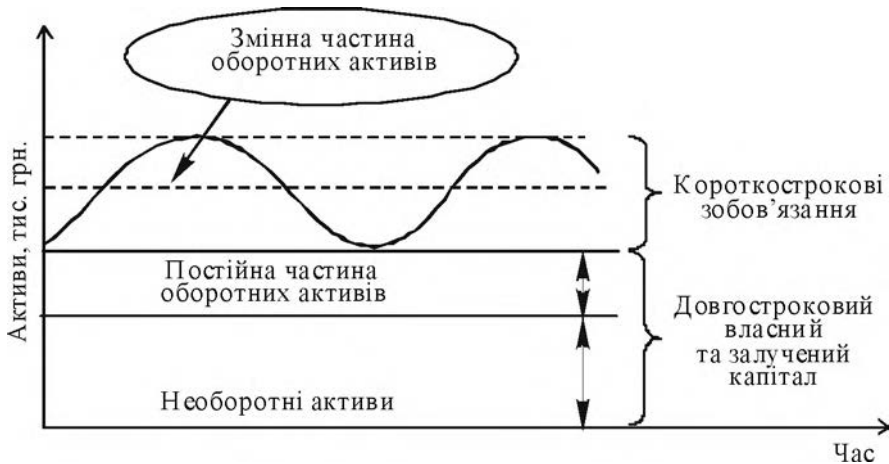 Змінна частина
оборотних активів
Активи, тис. грн.
Короткострокові
зобов’язання
Постійна частина
оборотних активів
Довгостроковий
власний
та залучений
капітал
Необоротні активи
Час